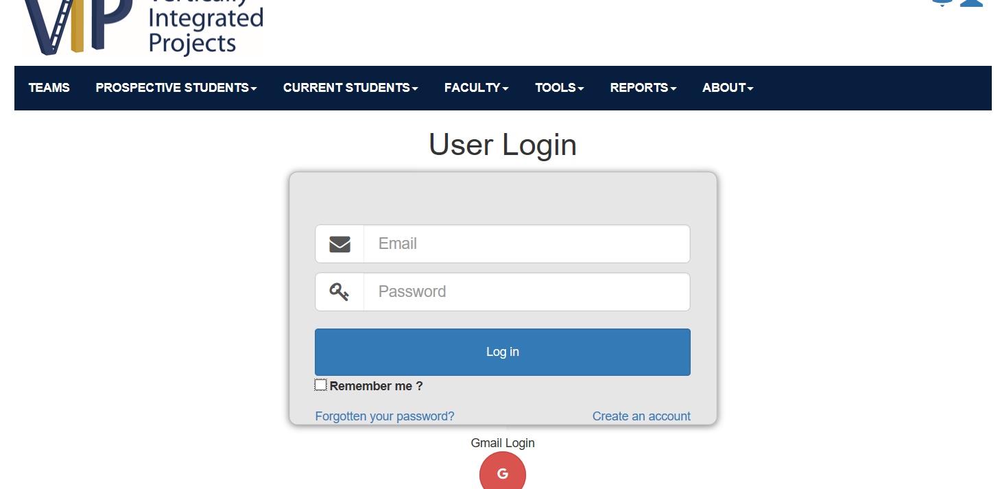 VIP
Vertically
Integrated
Projects
TEAMS PROSPECTIVE STUDENTS CURRENT STUDENTS FACULTY TOOLS REPORTS ABOUT
User Login
Email
Password
Log in
Remember me ?
Forgotten your password? Create an account
Gmail Login
G